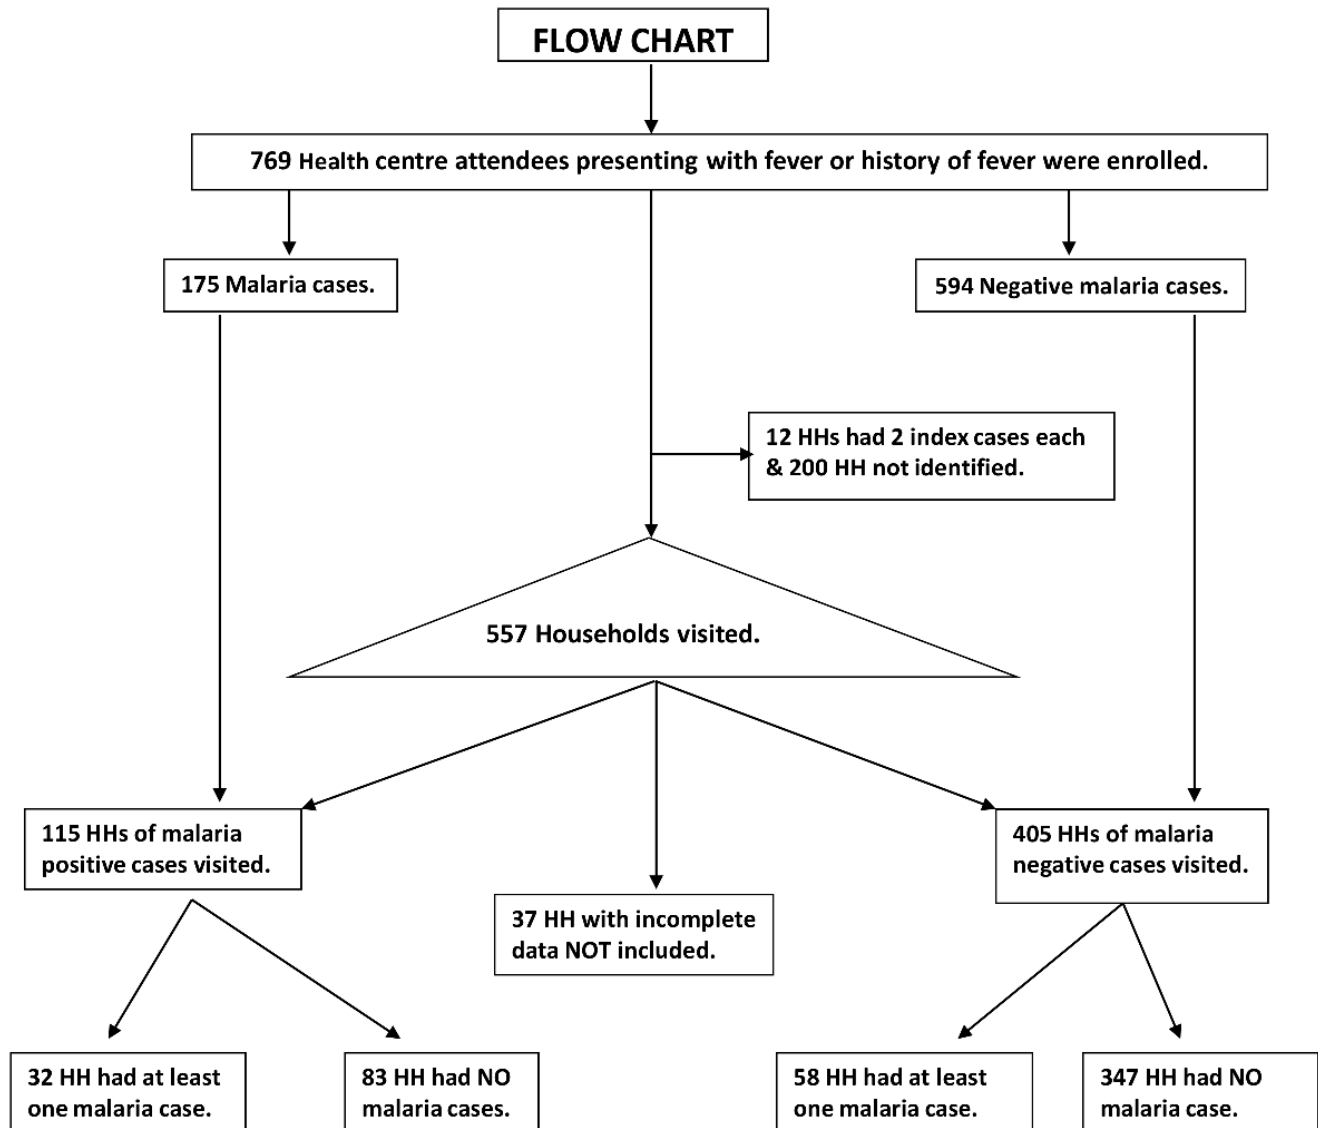 FLOW CHART
769 Health centre attendees presenting with fever or history of fever were enrolled.
175 Malaria cases.
594 Negative malaria cases.
12 HHs had 2 index cases each
& 200 HH not identified.
557 Households visited.
115 HHs of malaria
positive cases visited.
405 HHs of malaria
negative cases visited.
37 HH with incomplete
data NOT included.
32 HH had at least
one malaria case.
83 HH had NO
malaria cases.
58 HH had at least
one malaria case.
347 HH had NO
malaria case.